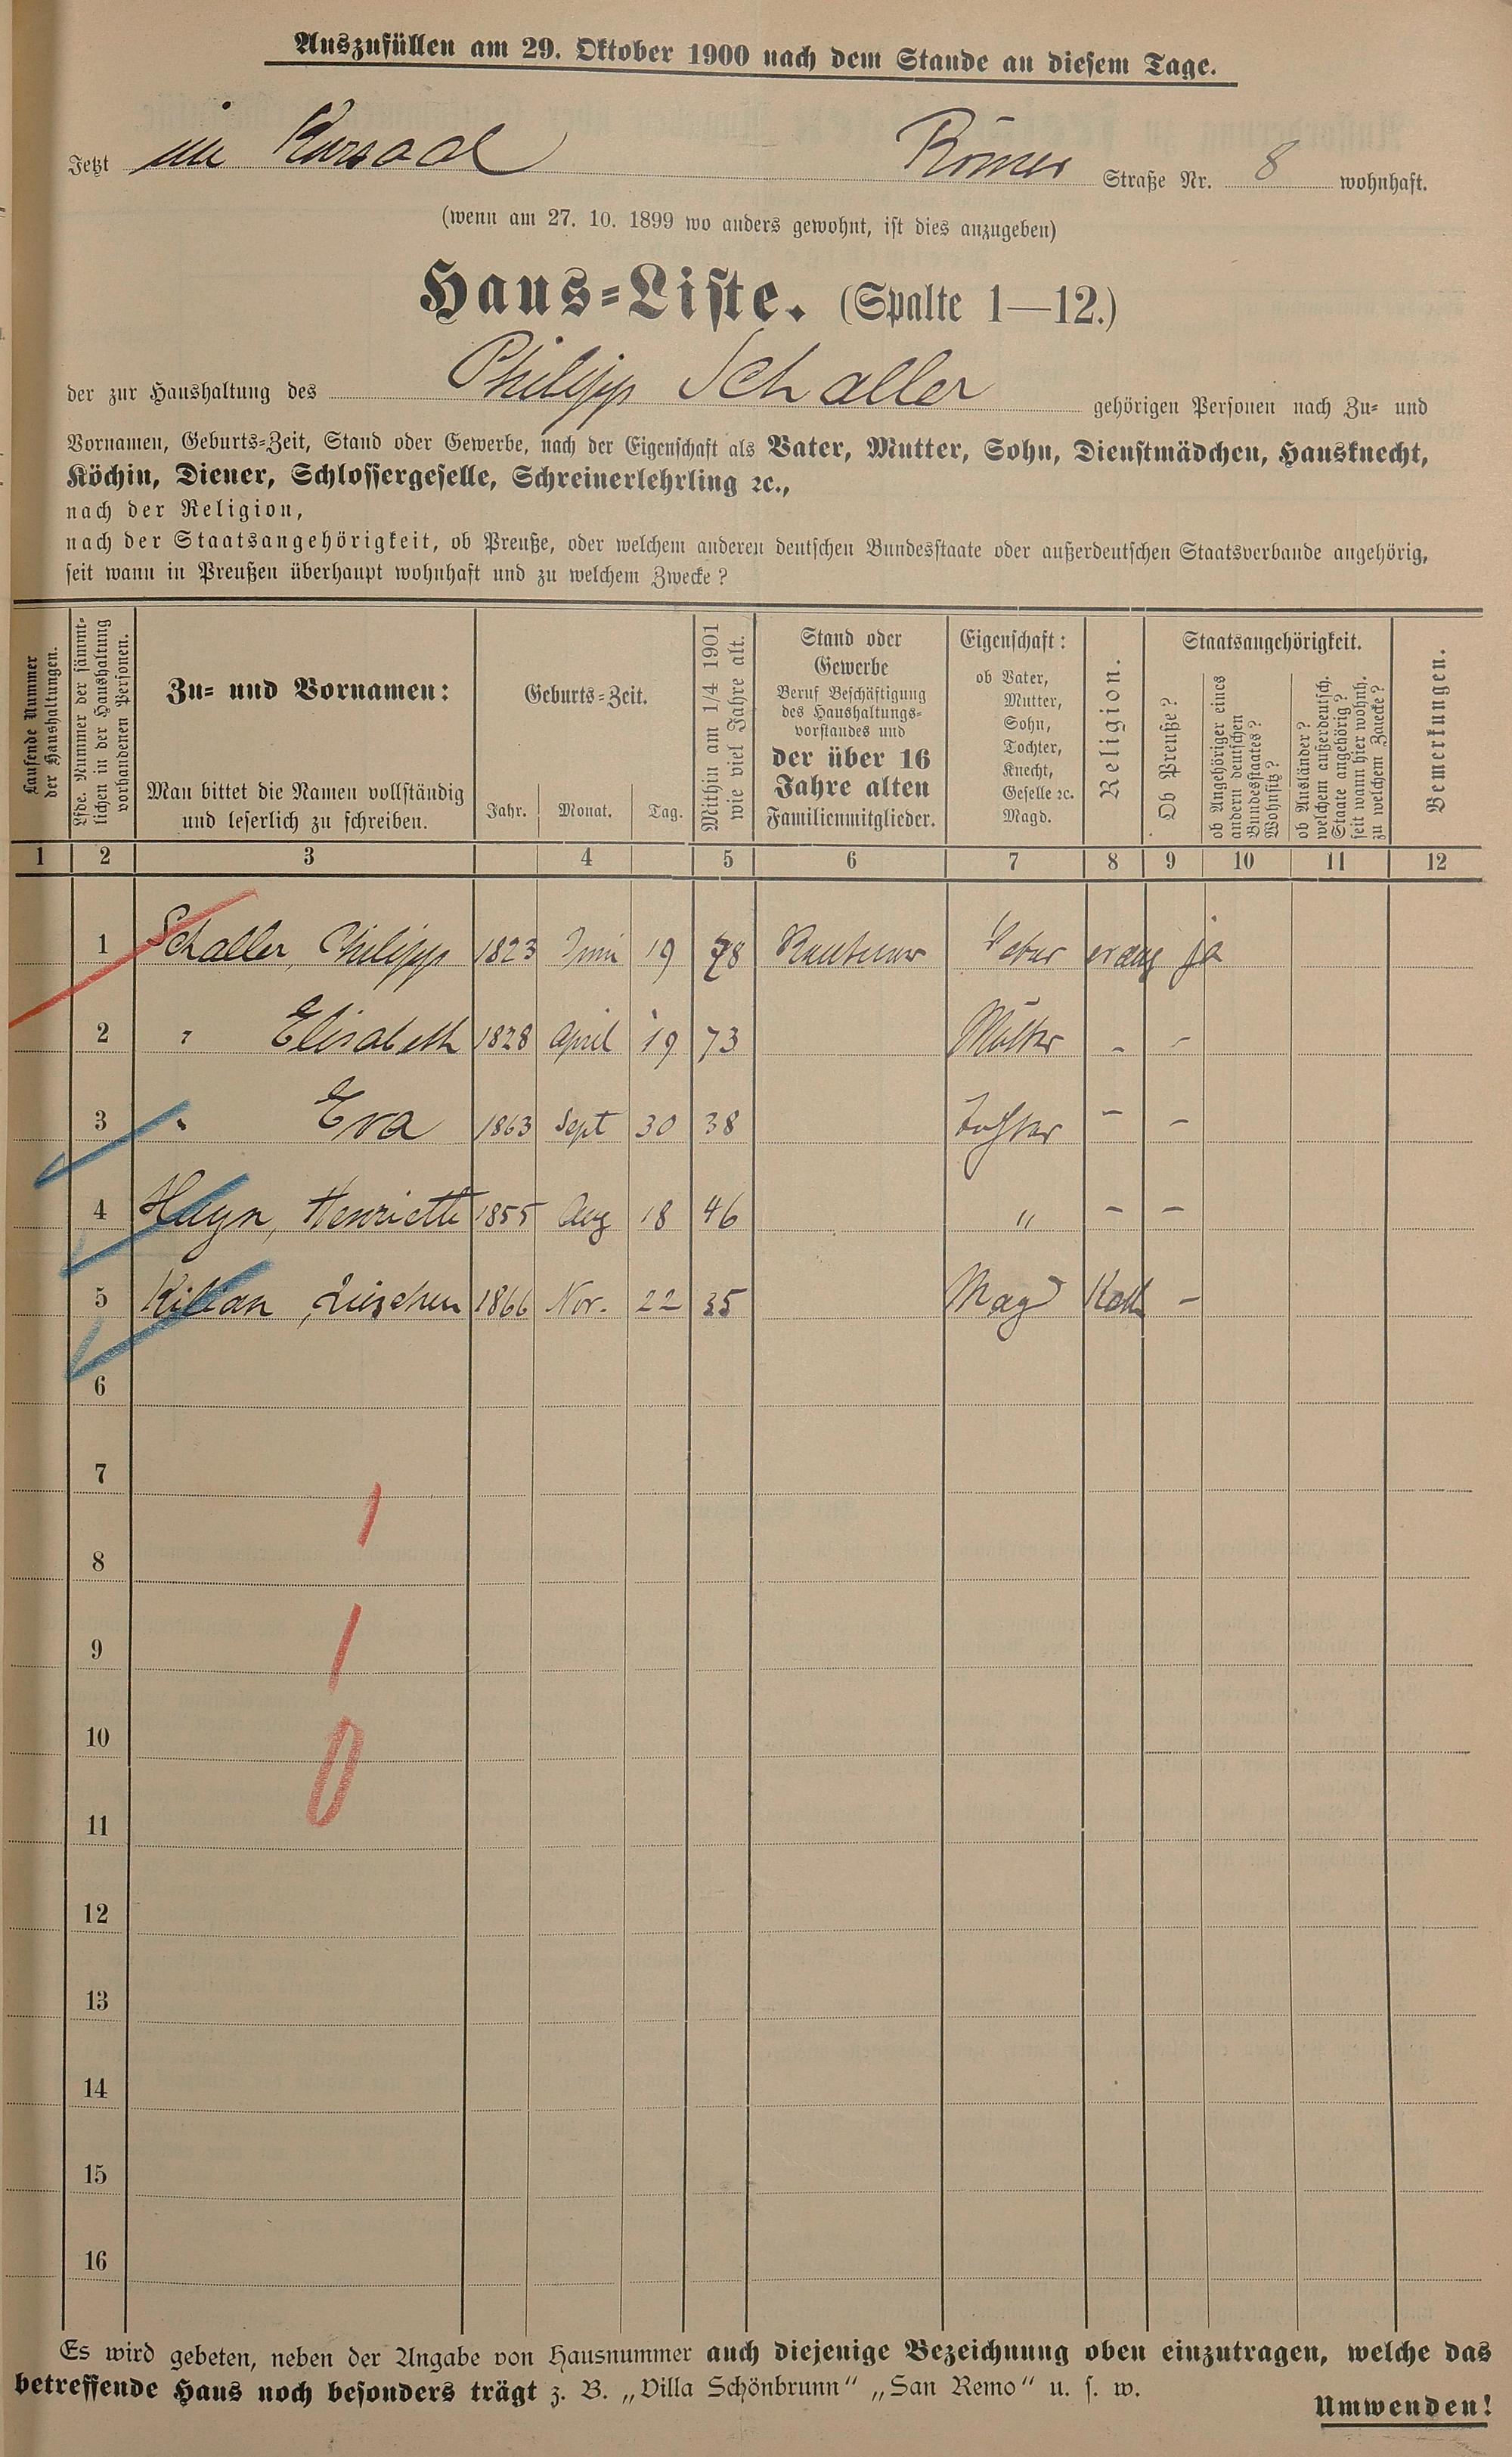 Auszufüllen am 29. Oktober 1900 nach dem Stande an diesem Tage.
Jetzt im Kursaal Römer Straße Nr. 8 wohnhaft.
(wenn am 27. 10. 1899 wo anders gewohnt, ist dies anzugeben)
Haus-Liste. (Spalte 1—12.)
der zur Haushaltung des Philipp Schaller gehörigen Personen nach Zu- und
Vornamen, Geburts-Zeit, Stand oder Gewerbe, nach der Eigenschaft als Vater, Mutter, Sohn, Dienstmädchen, Hausknecht,
Köchin, Diener, Schlossergeselle, Schreinerlehrling ꝛc.,
nach der Religion,
nach der Staatsangehörigkeit, ob Preuße, oder welchem anderen deutschen Bundesstaate oder außerdeutschen Staatsverbande angehörig,
seit wann in Preußen überhaupt wohnhaft und zu welchem Zwecke?
Laufende Nummer
der Haushaltungen.
Lfde. Nummer der sämmt-
lichen in der Haushaltung
vorhandenen Personen.
Zu- und Vornamen:
Man bittet die Namen vollständig
und leserlich zu schreiben.
Geburts-Zeit.
Jahr. Monat. Tag.
Mithin am 1/4 1901
wie viel Jahre alt.
Stand oder
Gewerbe
Beruf Beschäftigung
des Haushaltungs-
vorstandes und
der über 16
Jahre alten
Familienmitglieder.
Eigenschaft:
ob Vater,
Mutter,
Sohn,
Tochter,
Knecht,
Geselle ꝛc.
Magd.
Religion.
Staatsangehörigkeit.
Ob Preuße?
ob Angehöriger eines
andern deutschen
Bundesstaates?
Wohnsitz?
ob Ausländer?
welchem außerdeutsch.
Staate angehörig?
seit wann hier wohnh.
zu welchem Zwecke?
Bemerkungen.
1 2 3 4 5 6 7 8 9 10 11 12
1 Schaller, Philipp 1823 Juni 19 78 Rentner Vater evang ja
2 " Elisabeth 1828 April 19 73 Mutter - -
3 " Eva 1863 Sept 30 38 Tochter - -
4 Heyn, Henriette 1855 Aug 18 46 " - -
5 Kilian, Lieschen 1866 Nov. 22 35 Magd Kath -
6
7
8
9
10
11
12
13
14
15
16
Es wird gebeten, neben der Angabe von Hausnummer auch diejenige Bezeichnung oben einzutragen, welche das
betreffende Haus noch besonders trägt z. B. „Villa Schönbrunn“ „San Remo“ u. s. w.
Umwenden!